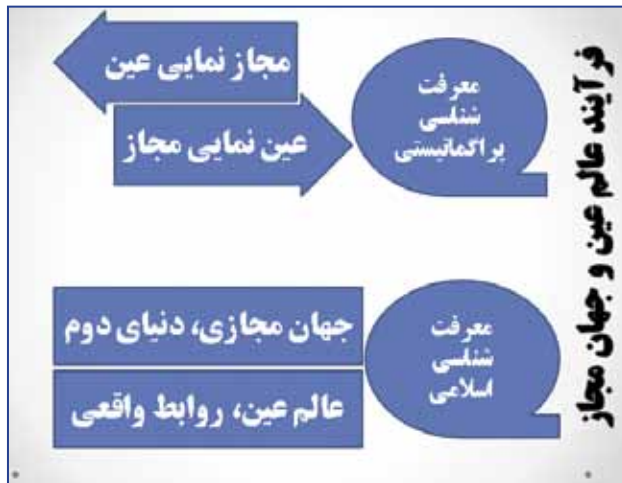 فرآیند عالم عین و جهان مجاز
معرفت
شناسی
پراگماتیستی
مجاز نمایی عین
عین نمایی مجاز
معرفت
شناسی
اسلامی
جهان مجازی، دنیای دوم
عالم عین، روابط واقعی